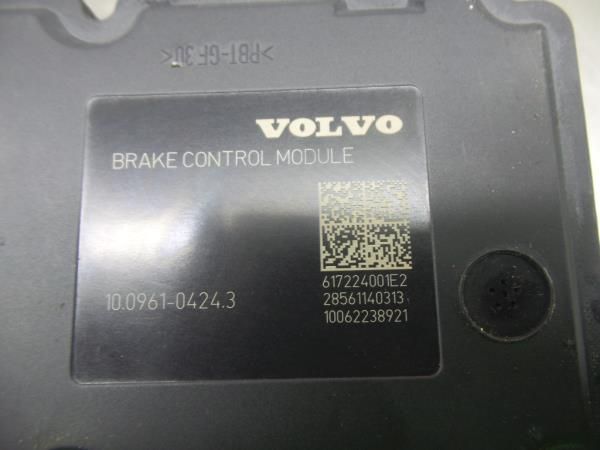 >PBT-GF30<
VOLVO
BRAKE CONTROL MODULE
617224001E2
10.0961-0424.3
28561140313
10062238921